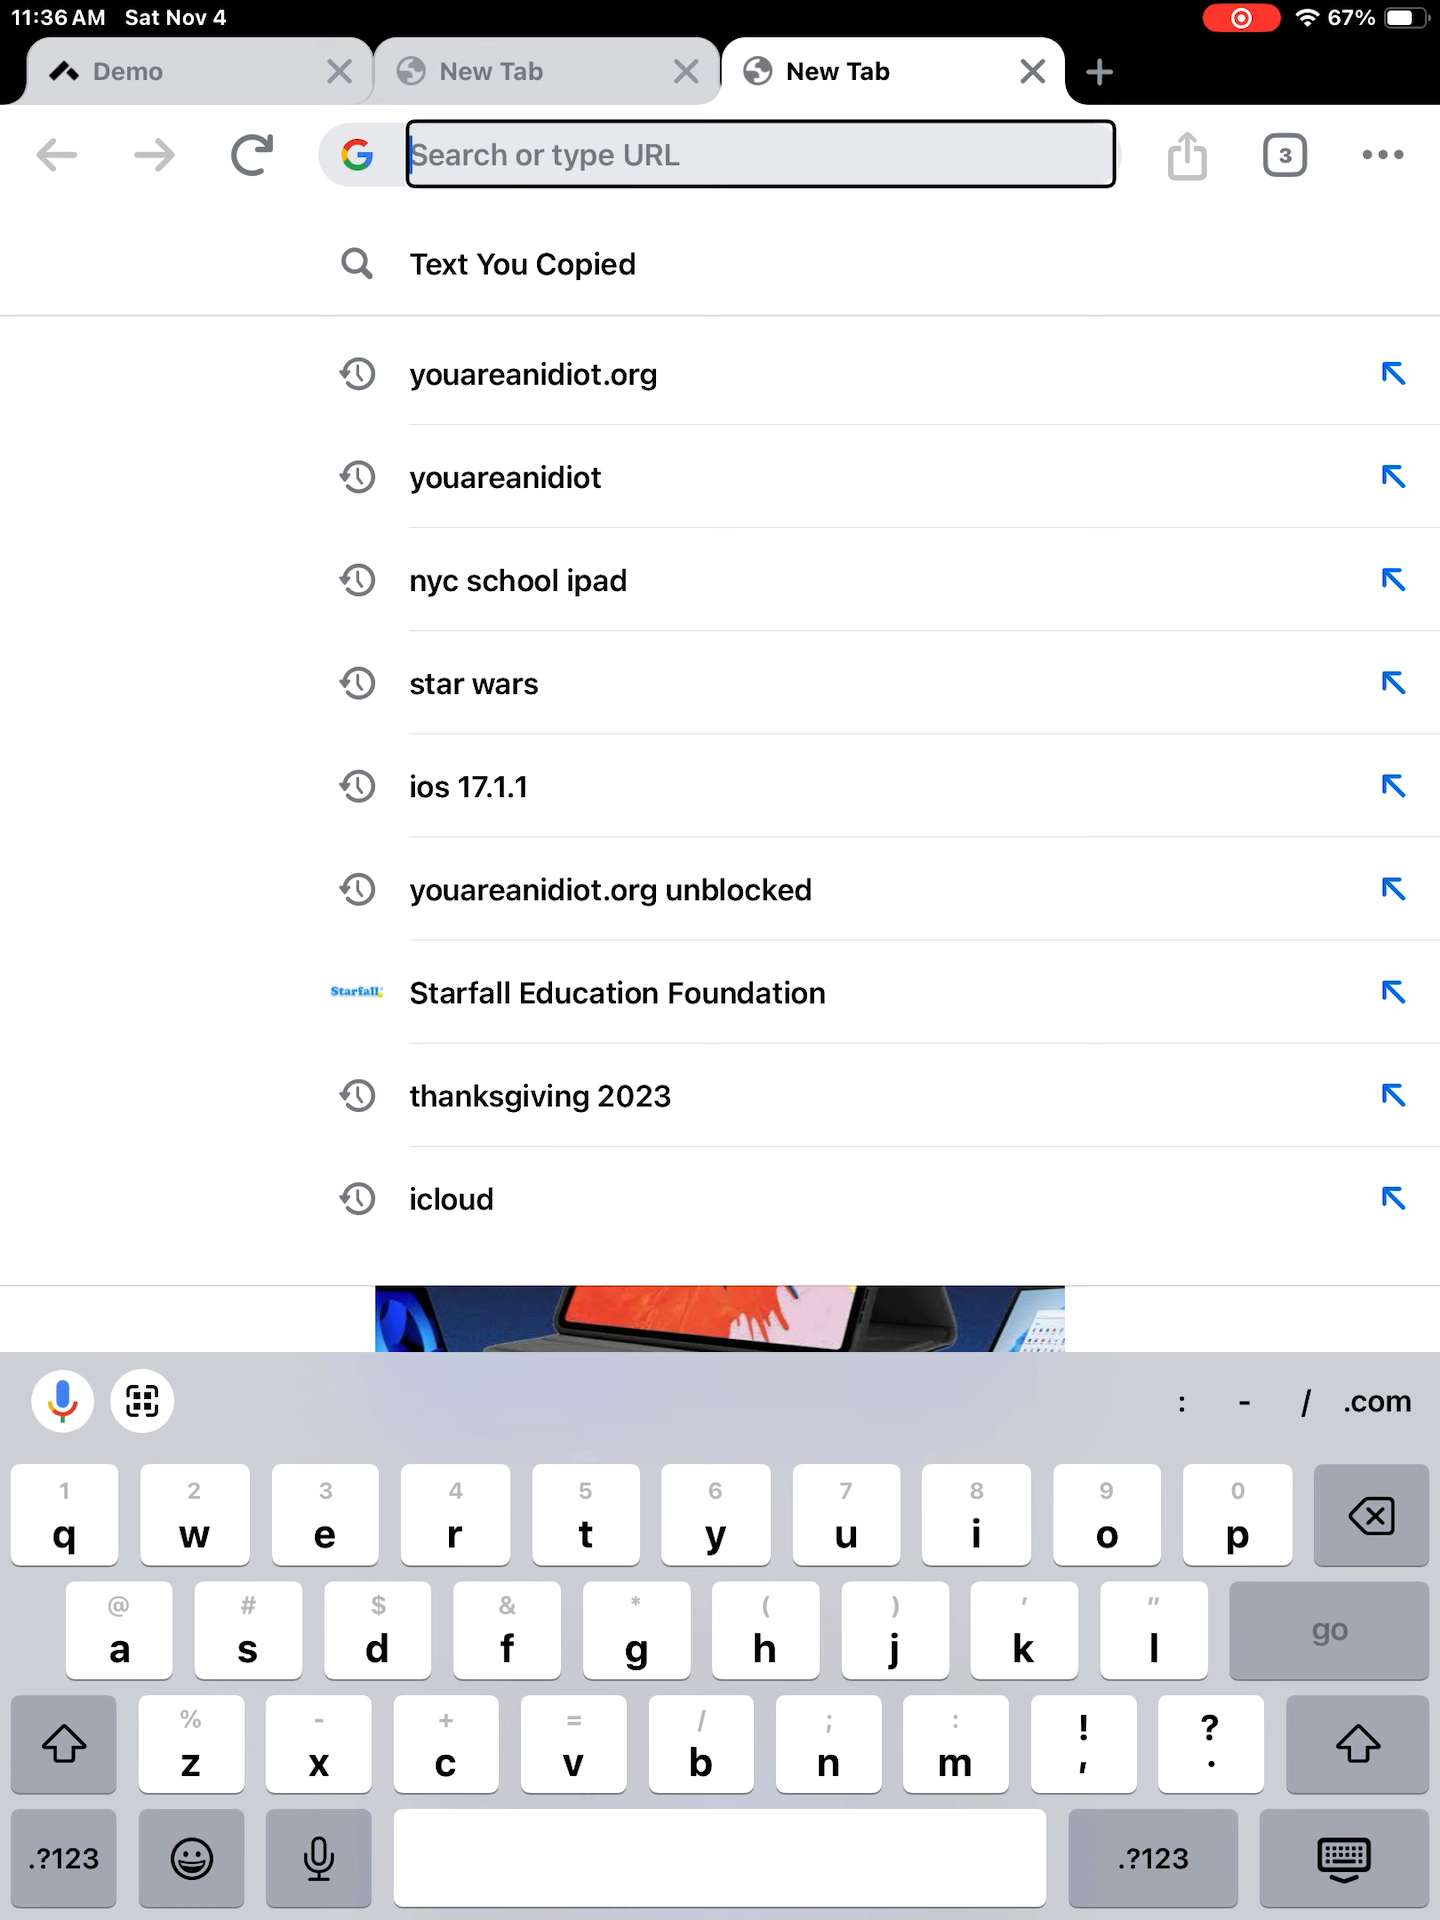 11:36 AM Sat Nov 4 67%
Demo New Tab New Tab
Search or type URL 3
Text You Copied
youareanidiot.org
youareanidiot
nyc school ipad
star wars
ios 17.1.1
youareanidiot.org unblocked
Starfall Starfall Education Foundation
thanksgiving 2023
icloud
: - / .com
1 2 3 4 5 6 7 8 9 0
q w e r t y u i o p
@ # $ & * ( ) ' "
a s d f g h j k l go
% - + = / ; : ! ?
z x c v b n m , .
.?123 .?123